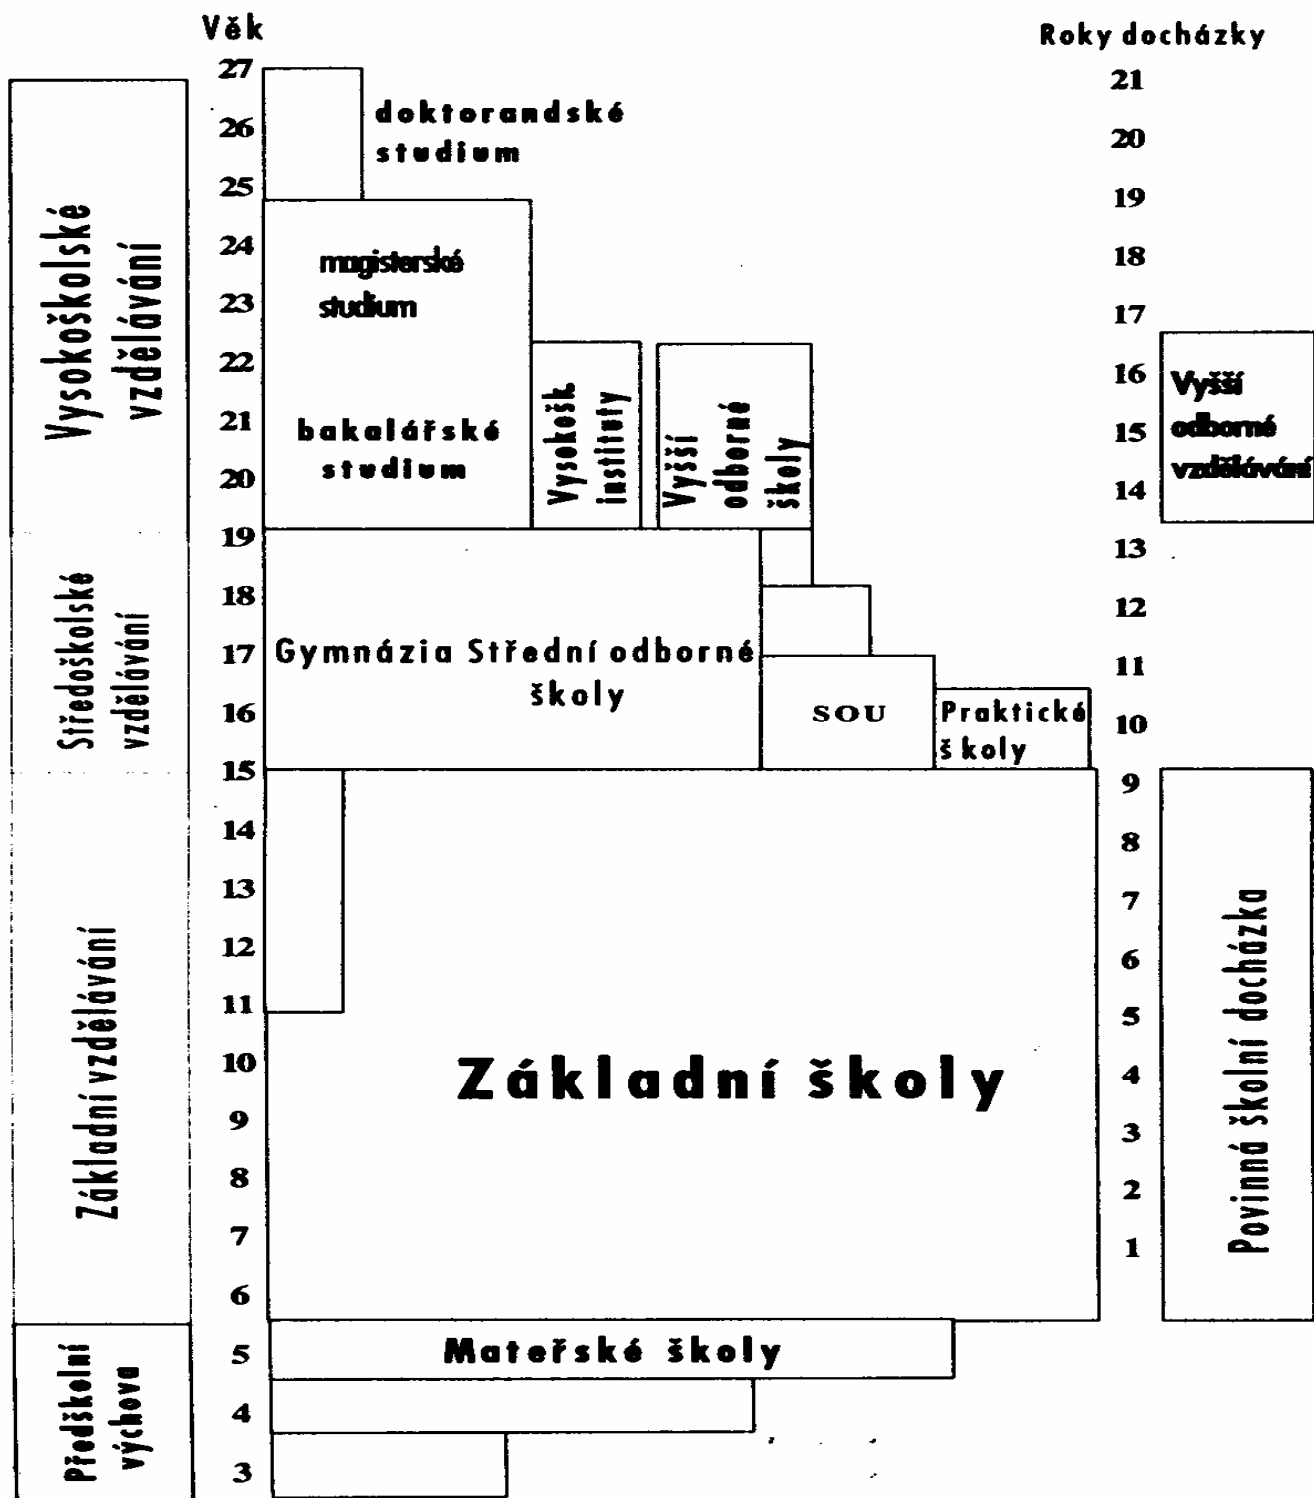 Věk
Roky docházky
27
26
25
24
23
22
21
20
19
18
17
16
15
14
13
12
11
10
9
8
7
6
5
4
3
21
20
19
18
17
16
15
14
13
12
11
10
9
8
7
6
5
4
3
2
1
Vysokoškolské
vzdělávání
Středoškolské
vzdělávání
Základní vzdělávání
Předškolní
výchova
doktorandské
studium
magisterské
studium
bakalářské
studium
Vysokošk.
instituty
Vyšší
odborné
školy
Gymnázia Střední odborné
školy
SOU
Praktické
školy
Základní školy
Mateřské školy
Vyšší
odborné
vzdělávání
Povinná školní docházka